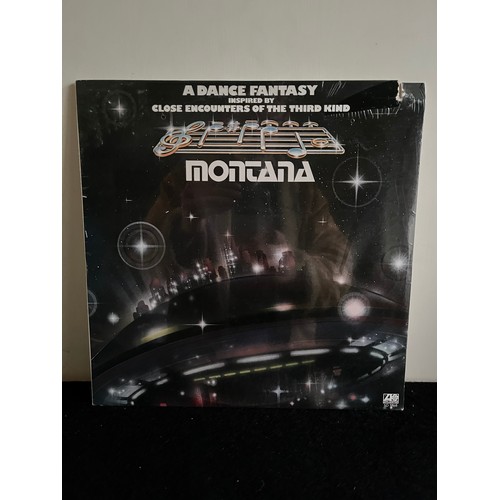 A DANCE FANTASY
INSPIRED BY
CLOSE ENCOUNTERS OF THE THIRD KIND
MONTANA